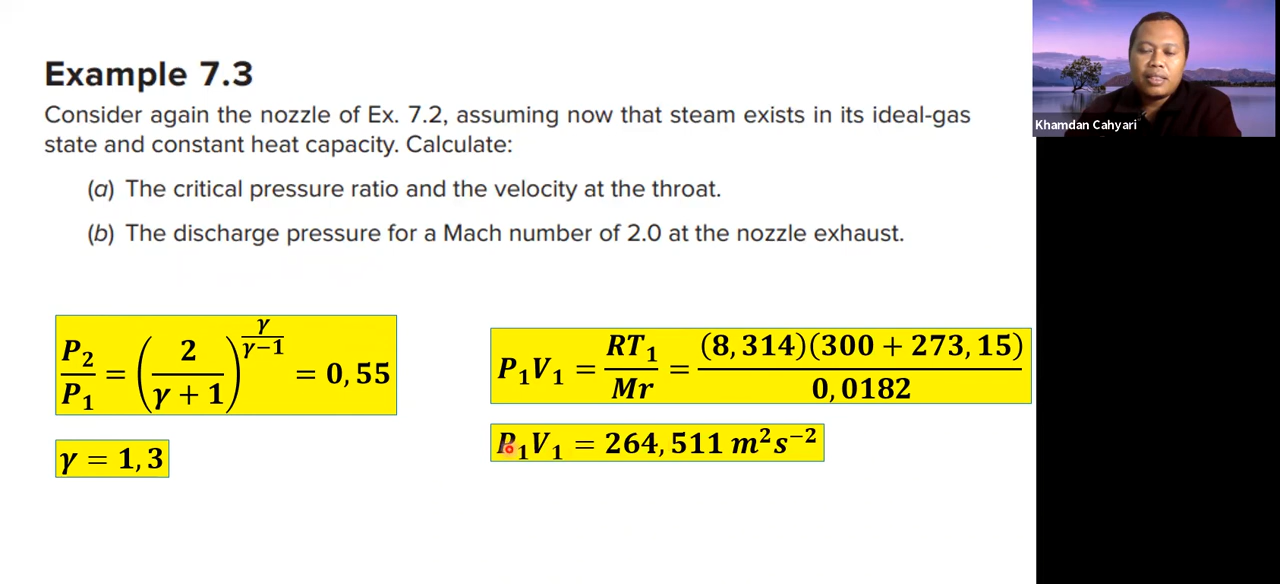 Example 7.3
Consider again the nozzle of Ex. 7.2, assuming now that steam exists in its ideal-gas
state and constant heat capacity. Calculate:
(a) The critical pressure ratio and the velocity at the throat.
(b) The discharge pressure for a Mach number of 2.0 at the nozzle exhaust.
P₂/P₁ = (2/(γ + 1))^(γ/(γ−1)) = 0,55
γ = 1,3
P₁V₁ = RT₁/Mr = (8,314)(300 + 273,15)/0,0182
P₁V₁ = 264,511 m²s⁻²
Khamdan Cahyari